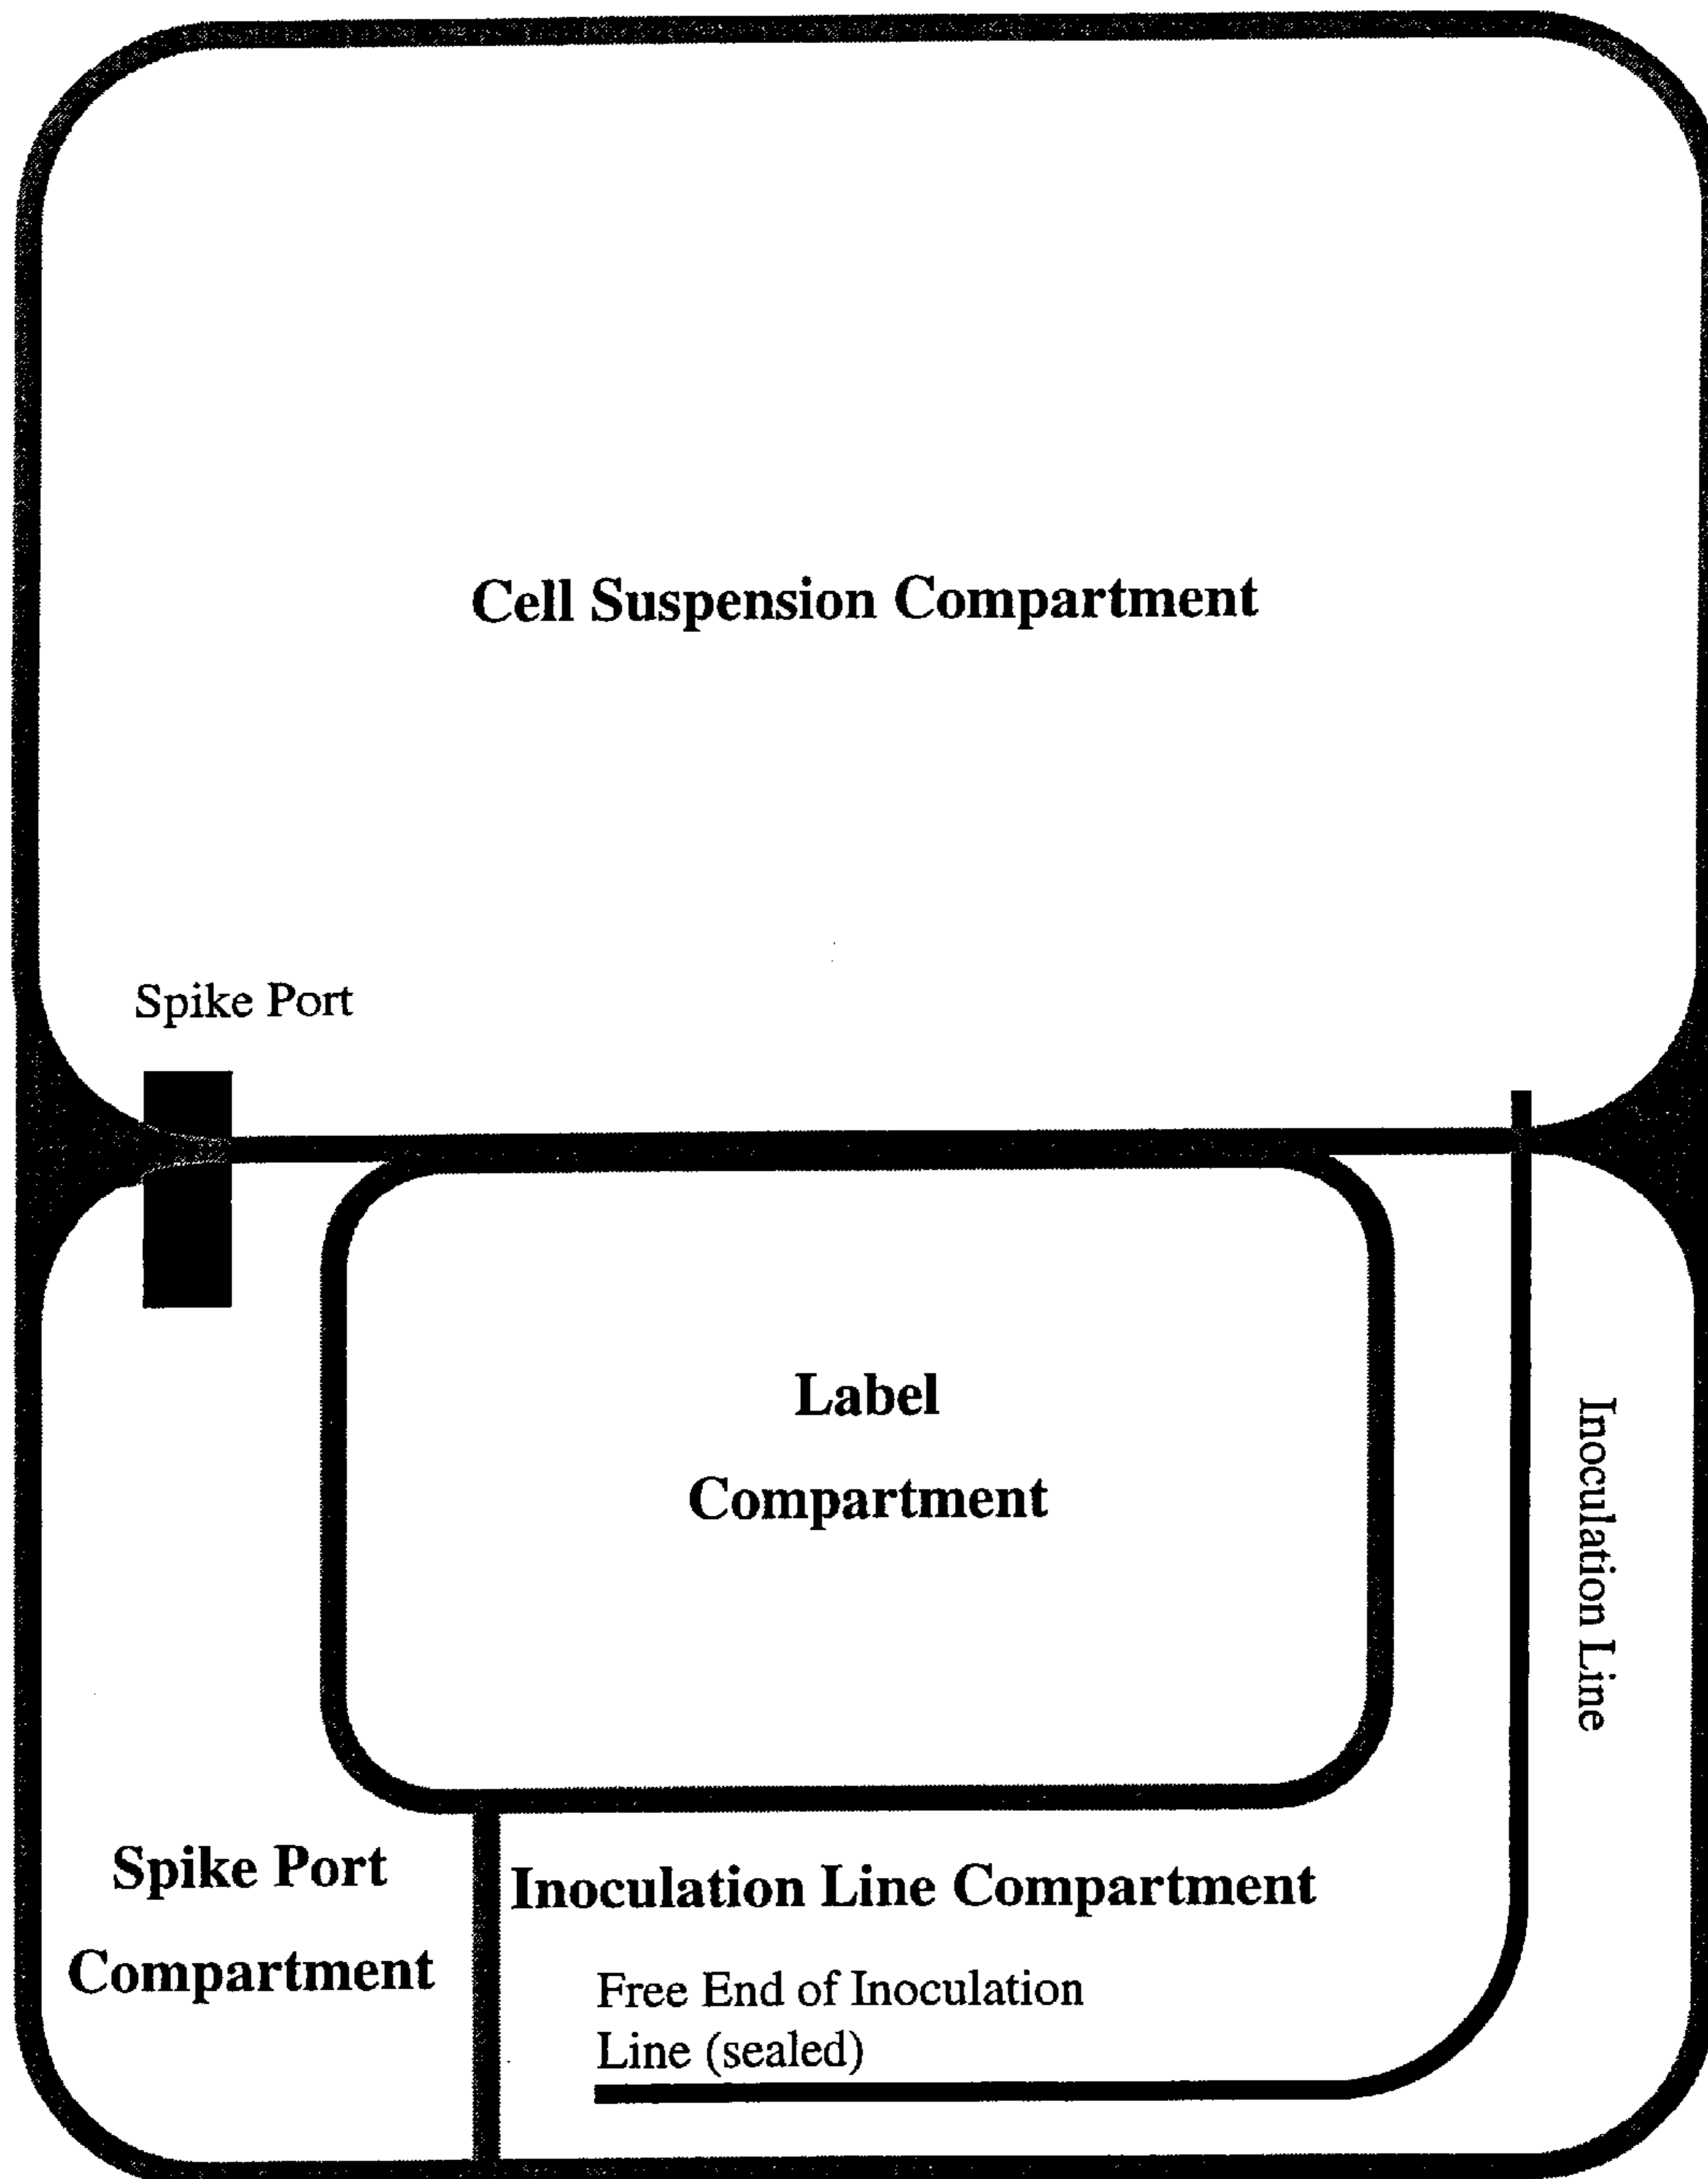 Cell Suspension Compartment
Spike Port
Label
Compartment
Inoculation Line
Spike Port
Compartment
Inoculation Line Compartment
Free End of Inoculation
Line (sealed)